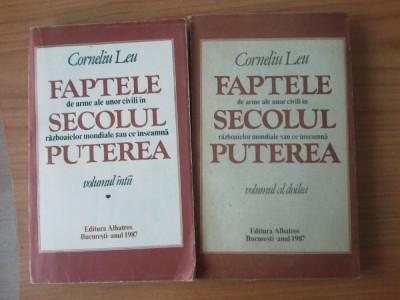 Corneliu Leu
FAPTELE
de arme ale unor civili în
SECOLUL
războaielor mondiale sau ce înseamnă
PUTEREA
volumul întîi
Editura Albatros
București-anul 1987
Corneliu Leu
FAPTELE
de arme ale unor civili în
SECOLUL
războaielor mondiale sau ce înseamnă
PUTEREA
volumul al doilea
Editura Albatros
București-anul 1987